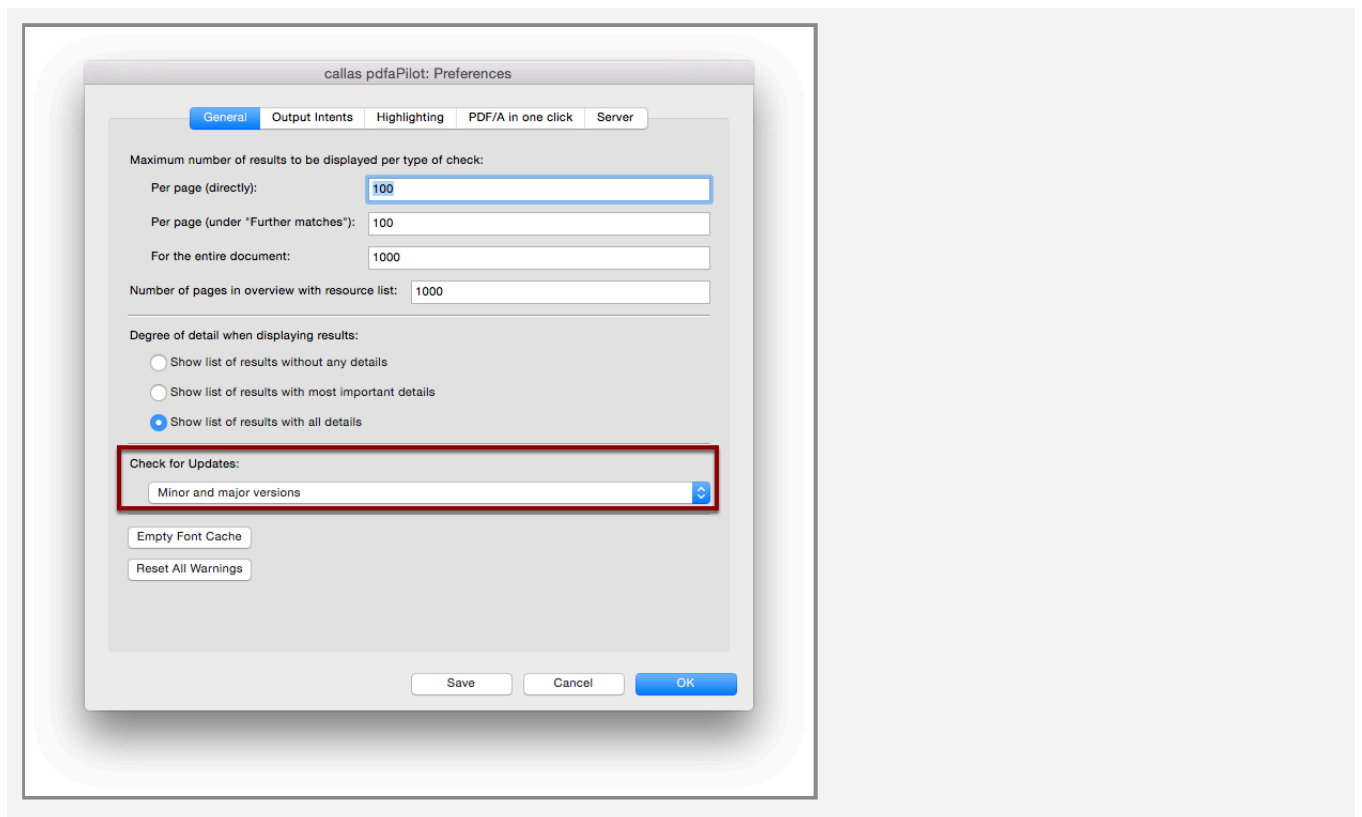 callas pdfaPilot: Preferences
General Output Intents Highlighting PDF/A in one click Server
Maximum number of results to be displayed per type of check:
Per page (directly): 100
Per page (under "Further matches"): 100
For the entire document: 1000
Number of pages in overview with resource list: 1000
Degree of detail when displaying results:
Show list of results without any details
Show list of results with most important details
Show list of results with all details
Check for Updates:
Minor and major versions
Empty Font Cache
Reset All Warnings
Save Cancel OK